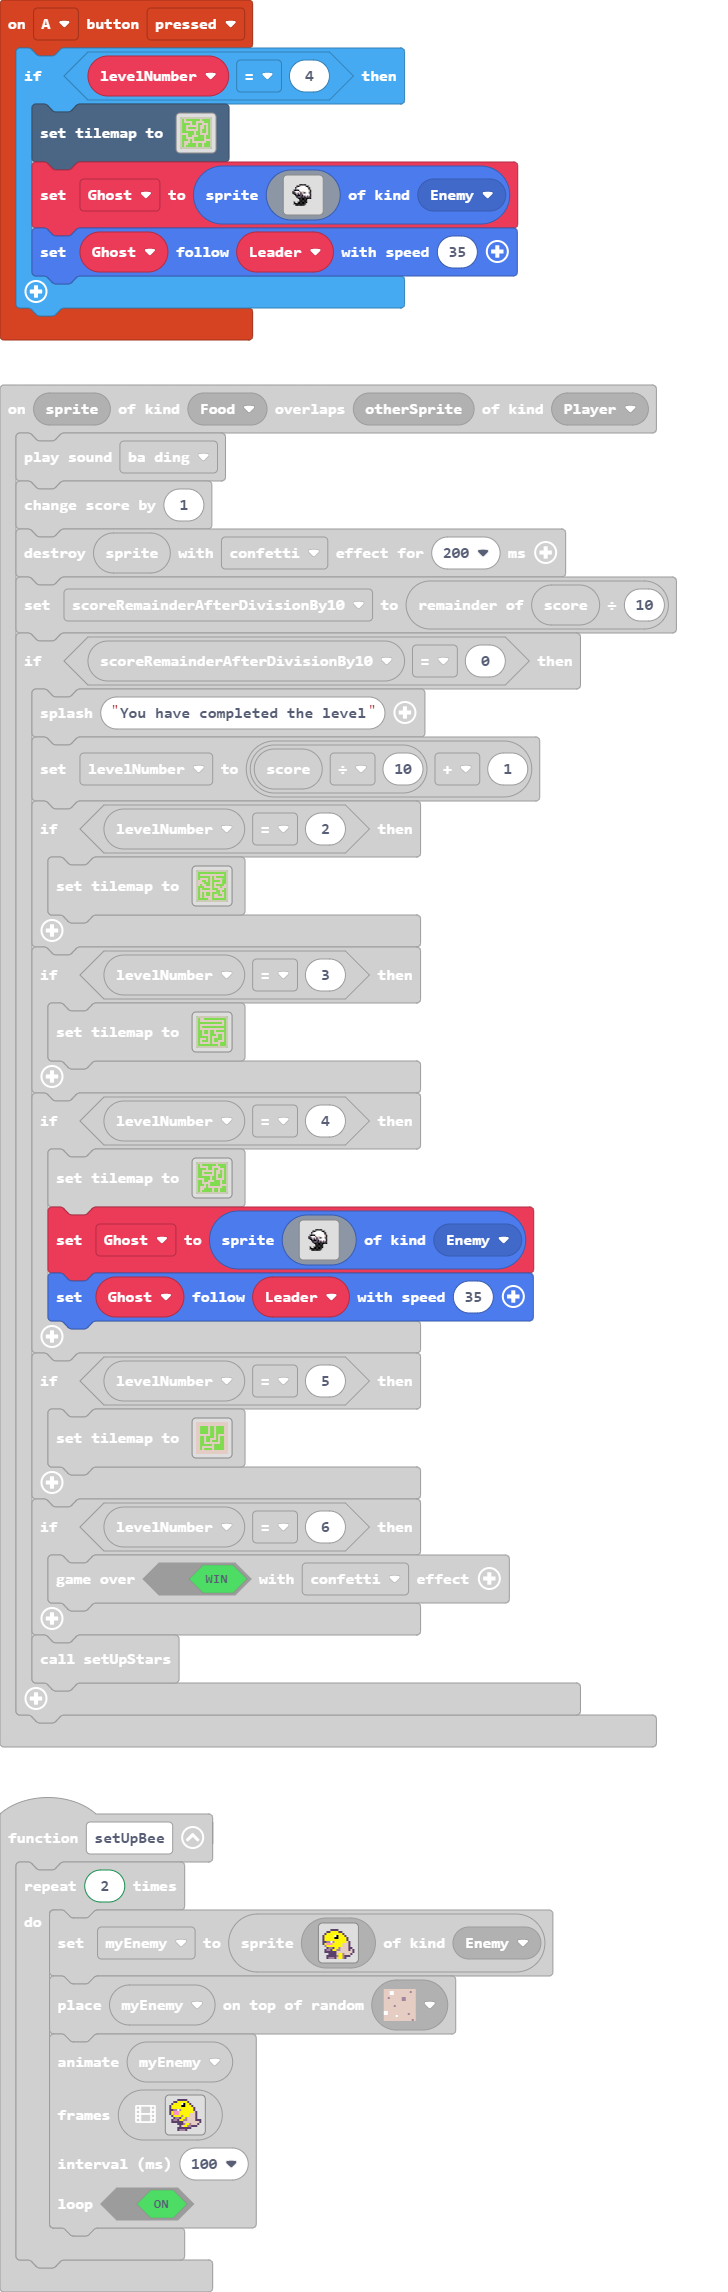 on A button pressed
if levelNumber = 4 then
set tilemap to
set Ghost to sprite of kind Enemy
set Ghost follow Leader with speed 35
on sprite of kind Food overlaps otherSprite of kind Player
play sound ba ding
change score by 1
destroy sprite with confetti effect for 200 ms
set scoreRemainderAfterDivisionBy10 to remainder of score ÷ 10
if scoreRemainderAfterDivisionBy10 = 0 then
splash "You have completed the level"
set levelNumber to score ÷ 10 + 1
if levelNumber = 2 then
set tilemap to
if levelNumber = 3 then
set tilemap to
if levelNumber = 4 then
set tilemap to
set Ghost to sprite of kind Enemy
set Ghost follow Leader with speed 35
if levelNumber = 5 then
set tilemap to
if levelNumber = 6 then
game over WIN with confetti effect
call setUpStars
function setUpBee
repeat 2 times
do
set myEnemy to sprite of kind Enemy
place myEnemy on top of random
animate myEnemy
frames
interval (ms) 100
loop ON